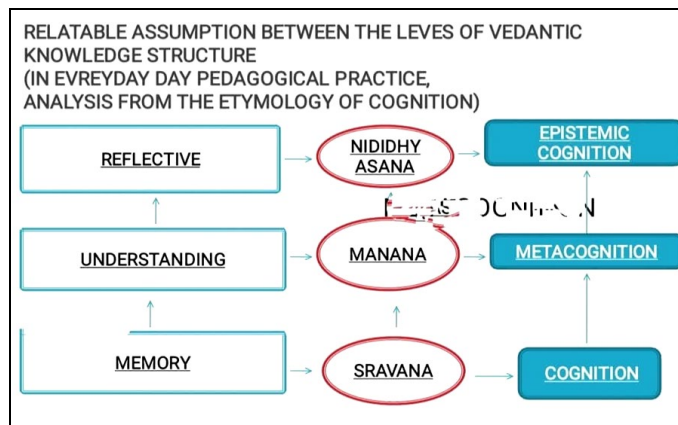 RELATABLE ASSUMPTION BETWEEN THE LEVES OF VEDANTIC
KNOWLEDGE STRUCTURE
(IN EVREYDAY DAY PEDAGOGICAL PRACTICE,
ANALYSIS FROM THE ETYMOLOGY OF COGNITION)
REFLECTIVE
NIDIDHY
ASANA
EPISTEMIC
COGNITION
UNDERSTANDING
MANANA
METACOGNITION
MEMORY
SRAVANA
COGNITION